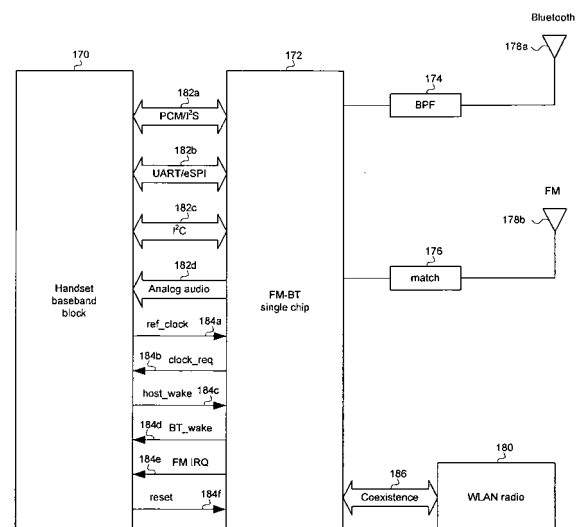 Bluetooth
170
172
178a
174
BPF
182a
PCM/I²S
182b
UART/eSPI
182c
I²C
FM
178b
176
match
182d
Analog audio
Handset
baseband
block
FM-BT
single chip
ref_clock 184a
184b clock_req
host_wake 184c
184d BT_wake
184e FM IRQ
reset 184f
180
186
Coexistence
WLAN radio